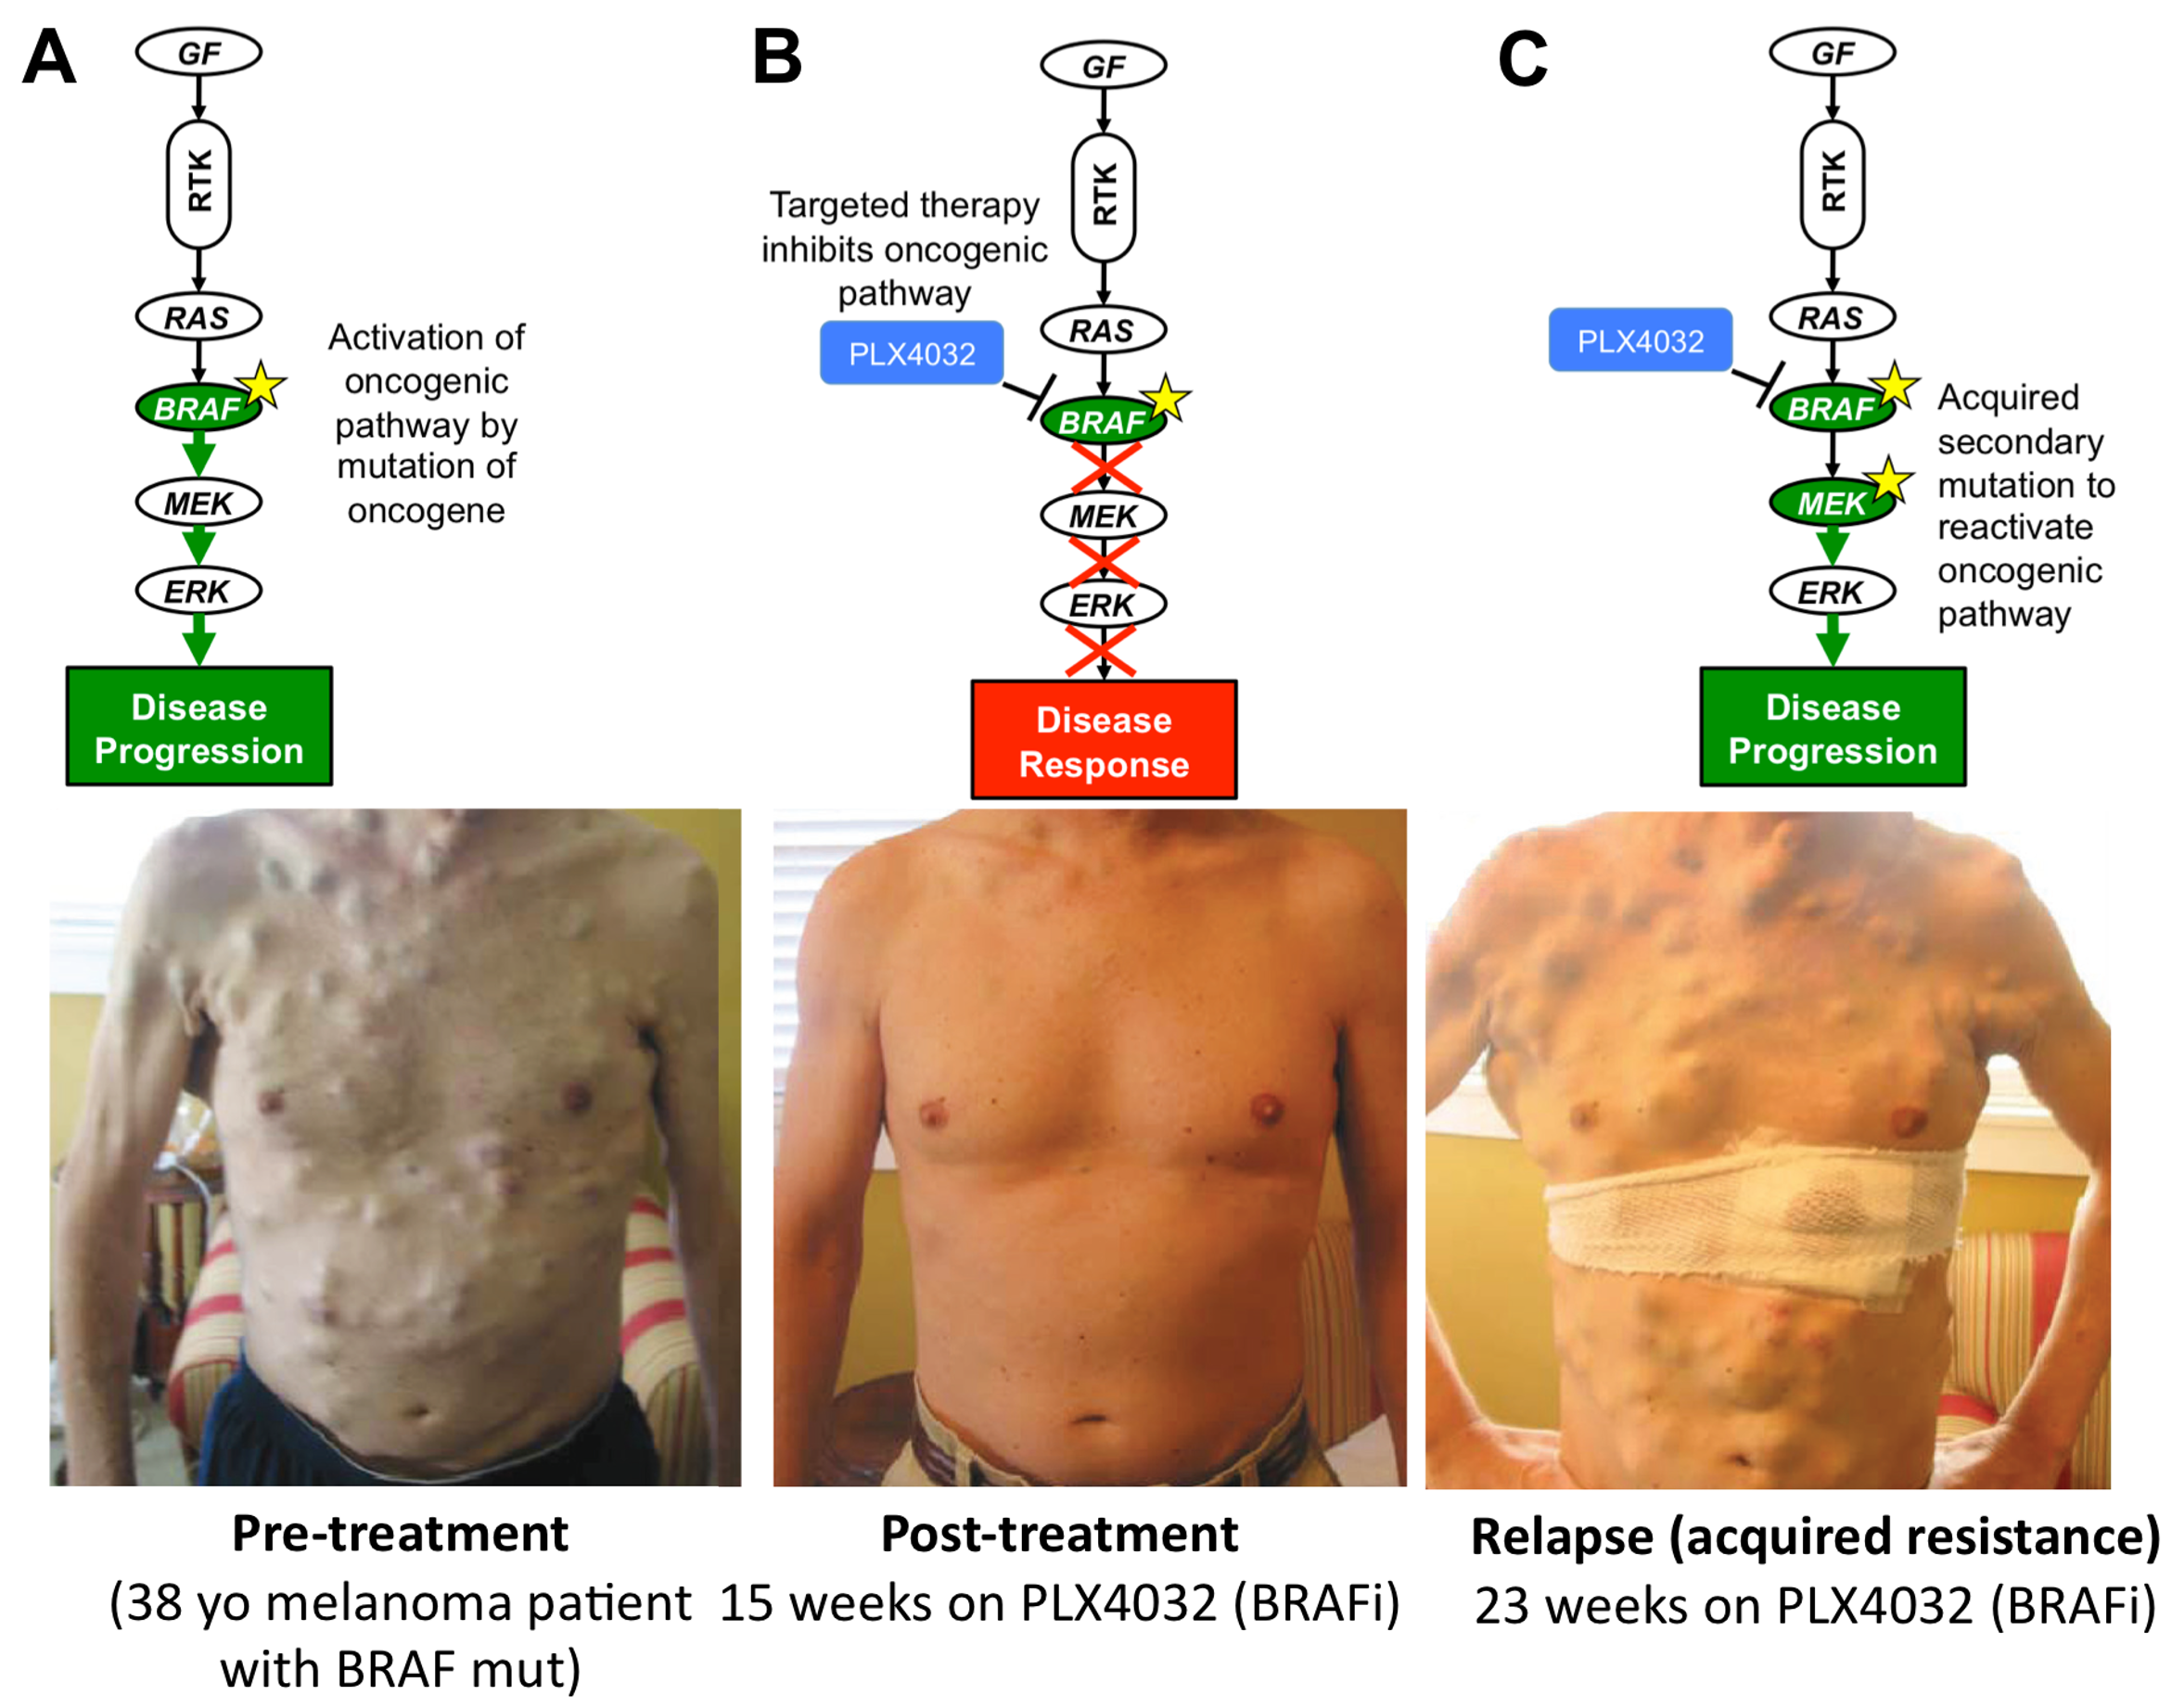 A
GF
RTK
RAS
BRAF
MEK
ERK
Activation of
oncogenic
pathway by
mutation of
oncogene
Disease
Progression
Pre-treatment
(38 yo melanoma patient
with BRAF mut)
B
GF
RTK
Targeted therapy
inhibits oncogenic
pathway
PLX4032
RAS
BRAF
MEK
ERK
Disease
Response
Post-treatment
15 weeks on PLX4032 (BRAFi)
C
GF
RTK
RAS
PLX4032
BRAF
MEK
ERK
Acquired
secondary
mutation to
reactivate
oncogenic
pathway
Disease
Progression
Relapse (acquired resistance)
23 weeks on PLX4032 (BRAFi)